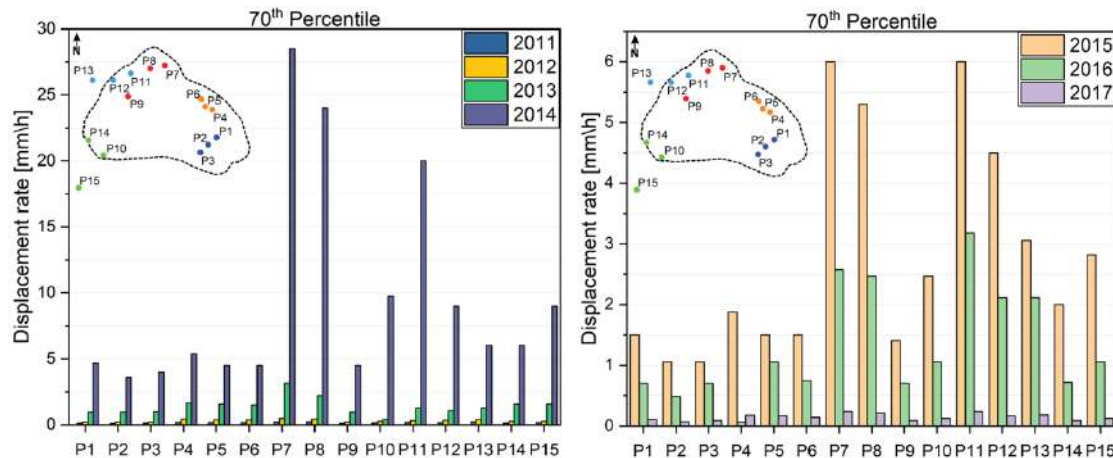 70th Percentile
Displacement rate [mm\h]
30
25
20
15
10
5
0
2011
2012
2013
2014
N
P13
P8
P7
P12
P11
P9
P6
P5
P4
P14
P10
P2
P1
P3
P15
P1 P2 P3 P4 P5 P6 P7 P8 P9 P10 P11 P12 P13 P14 P15
70th Percentile
Displacement rate [mm\h]
6
5
4
3
2
1
0
2015
2016
2017
N
P13
P8
P7
P12
P11
P9
P6
P5
P4
P14
P10
P2
P1
P3
P15
P1 P2 P3 P4 P5 P6 P7 P8 P9 P10 P11 P12 P13 P14 P15